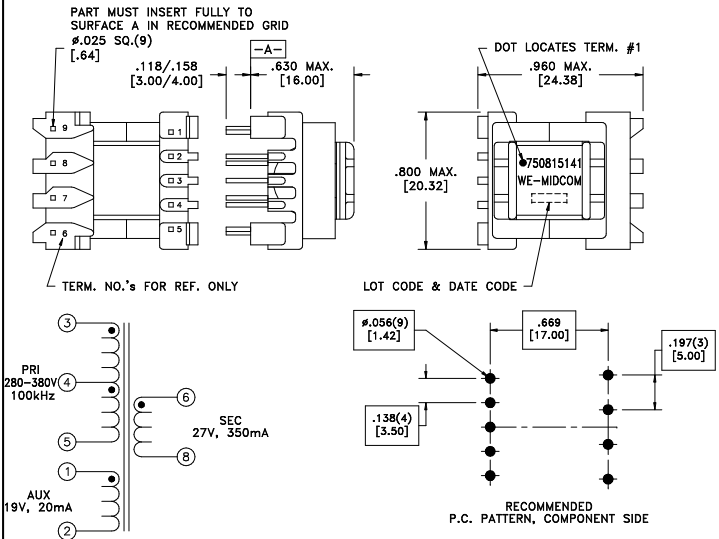 PART MUST INSERT FULLY TO
SURFACE A IN RECOMMENDED GRID
ø.025 SQ.(9)
[.64]
.118/.158
[3.00/4.00]
-A-
.630 MAX.
[16.00]
DOT LOCATES TERM. #1
.960 MAX.
[24.38]
9
8
7
6
1
2
3
4
5
.800 MAX.
[20.32]
750815141
WE-MIDCOM
TERM. NO.'s FOR REF. ONLY
LOT CODE & DATE CODE
3
PRI
280-380V
100kHz
4
5
6
SEC
27V, 350mA
8
1
AUX
19V, 20mA
2
ø.056(9)
[1.42]
.669
[17.00]
.197(3)
[5.00]
.138(4)
[3.50]
RECOMMENDED
P.C. PATTERN, COMPONENT SIDE